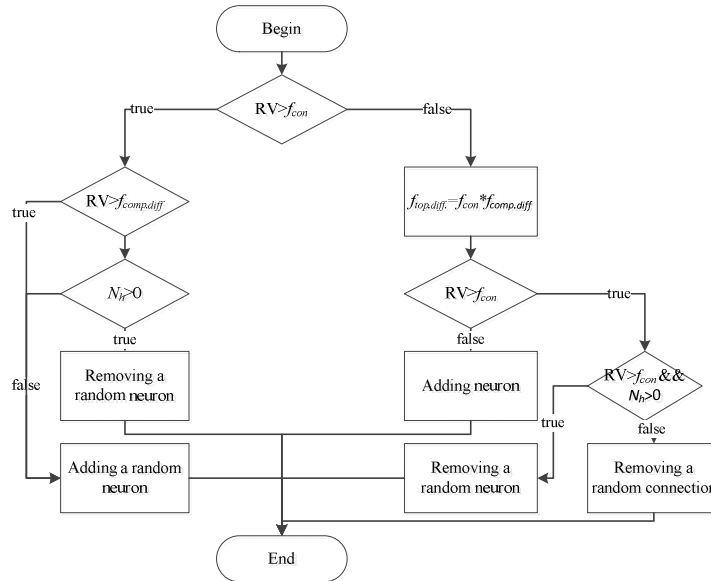 Begin
RV>fcon
true
false
RV>fcomp,diff
ftop,diff.=fcon*fcomp,diff
true
Nh>0
RV>fcon
true
true
false
false
Removing a
random neuron
Adding neuron
RV>fcon &&
Nh>0
true
false
Adding a random
neuron
Removing a
random neuron
Removing a
random connection
End